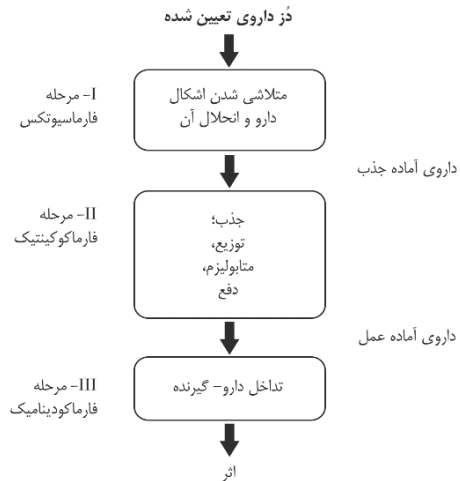 دُز داروی تعیین شده
I- مرحله
فارماسیوتکس
متلاشی شدن اشکال
دارو و انحلال آن
داروی آماده جذب
II- مرحله
فارماکوکینتیک
جذب؛
توزیع،
متابولیزم،
دفع
داروی آماده عمل
III- مرحله
فارماکودینامیک
تداخل دارو- گیرنده
اثر